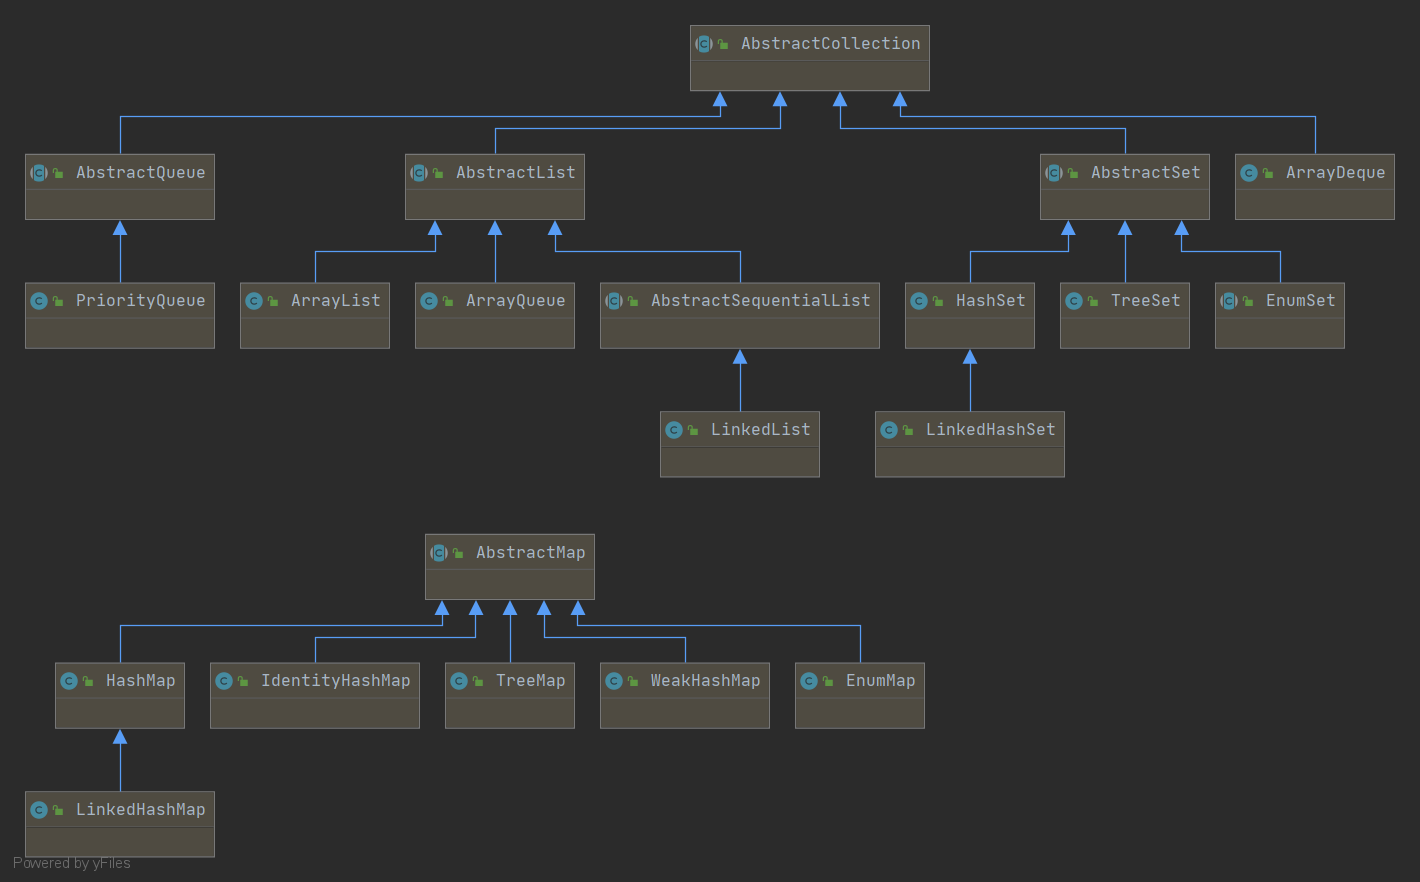 AbstractCollection
AbstractQueue
AbstractList
AbstractSet
ArrayDeque
PriorityQueue
ArrayList
ArrayQueue
AbstractSequentialList
HashSet
TreeSet
EnumSet
LinkedList
LinkedHashSet
AbstractMap
HashMap
IdentityHashMap
TreeMap
WeakHashMap
EnumMap
LinkedHashMap
Powered by yFiles